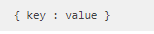 { key : value }